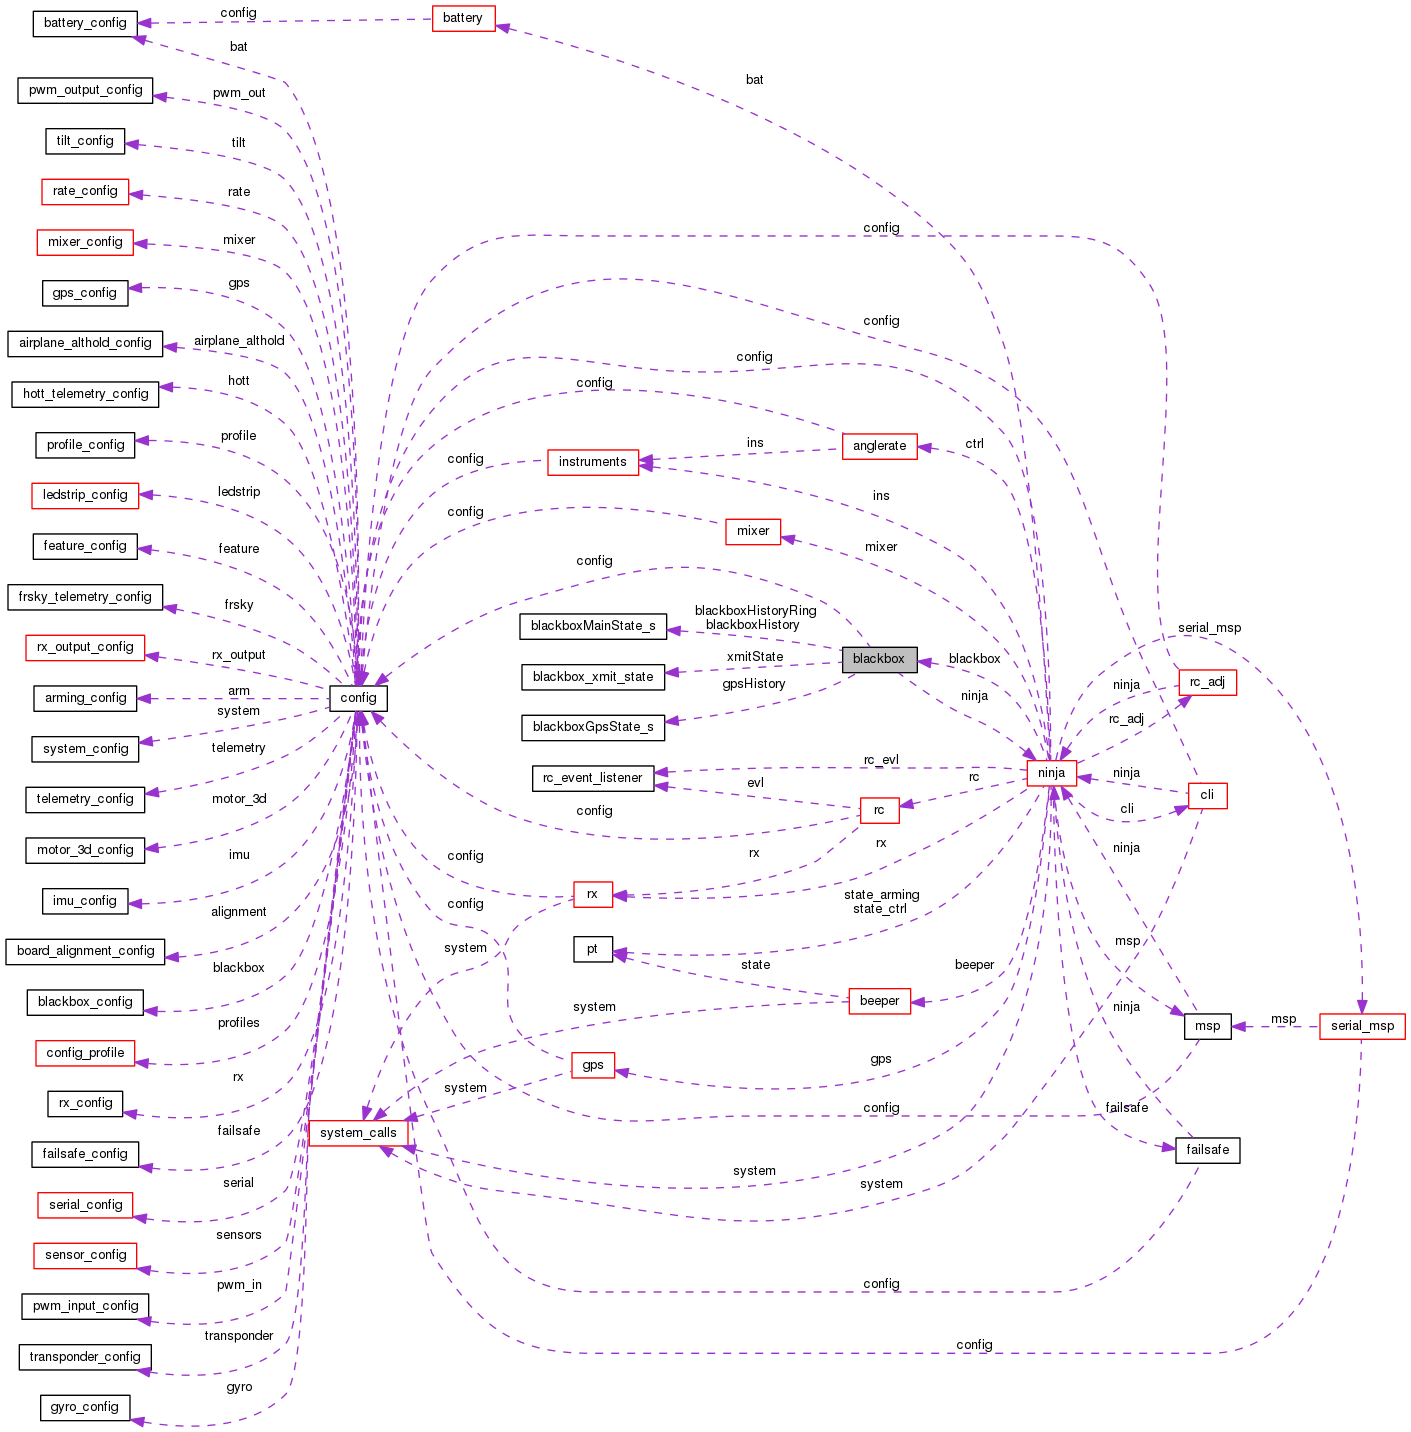 battery_config
config
battery
bat
bat
pwm_output_config
pwm_out
tilt_config
tilt
rate_config
rate
mixer_config
mixer
config
gps_config
gps
airplane_althold_config
airplane_althold
config
config
hott_telemetry_config
hott
config
profile_config
profile
anglerate
ctrl
ins
instruments
config
ledstrip_config
ledstrip
ins
config
mixer
mixer
feature_config
feature
config
frsky_telemetry_config
frsky
blackboxMainState_s
blackboxHistoryRing
blackboxHistory
serial_msp
rx_output_config
rx_output
xmitState
blackbox
blackbox
blackbox_xmit_state
gpsHistory
ninja
ninja
rc_adj
arming_config
arm
config
system_config
system
blackboxGpsState_s
rc_adj
telemetry
rc_evl
rc_event_listener
evl
rc
ninja
ninja
cli
telemetry_config
motor_3d
config
rc
cli
motor_3d_config
imu
config
rx
rx
ninja
imu_config
rx
alignment
config
state_arming
state_ctrl
board_alignment_config
system
pt
state
beeper
msp
blackbox
blackbox_config
system
beeper
ninja
msp
msp
serial_msp
profiles
config_profile
gps
gps
rx
system
rx_config
config
failsafe
failsafe
system_calls
failsafe_config
failsafe
serial
system
system
serial_config
sensors
sensor_config
pwm_in
config
pwm_input_config
transponder
config
transponder_config
gyro
gyro_config